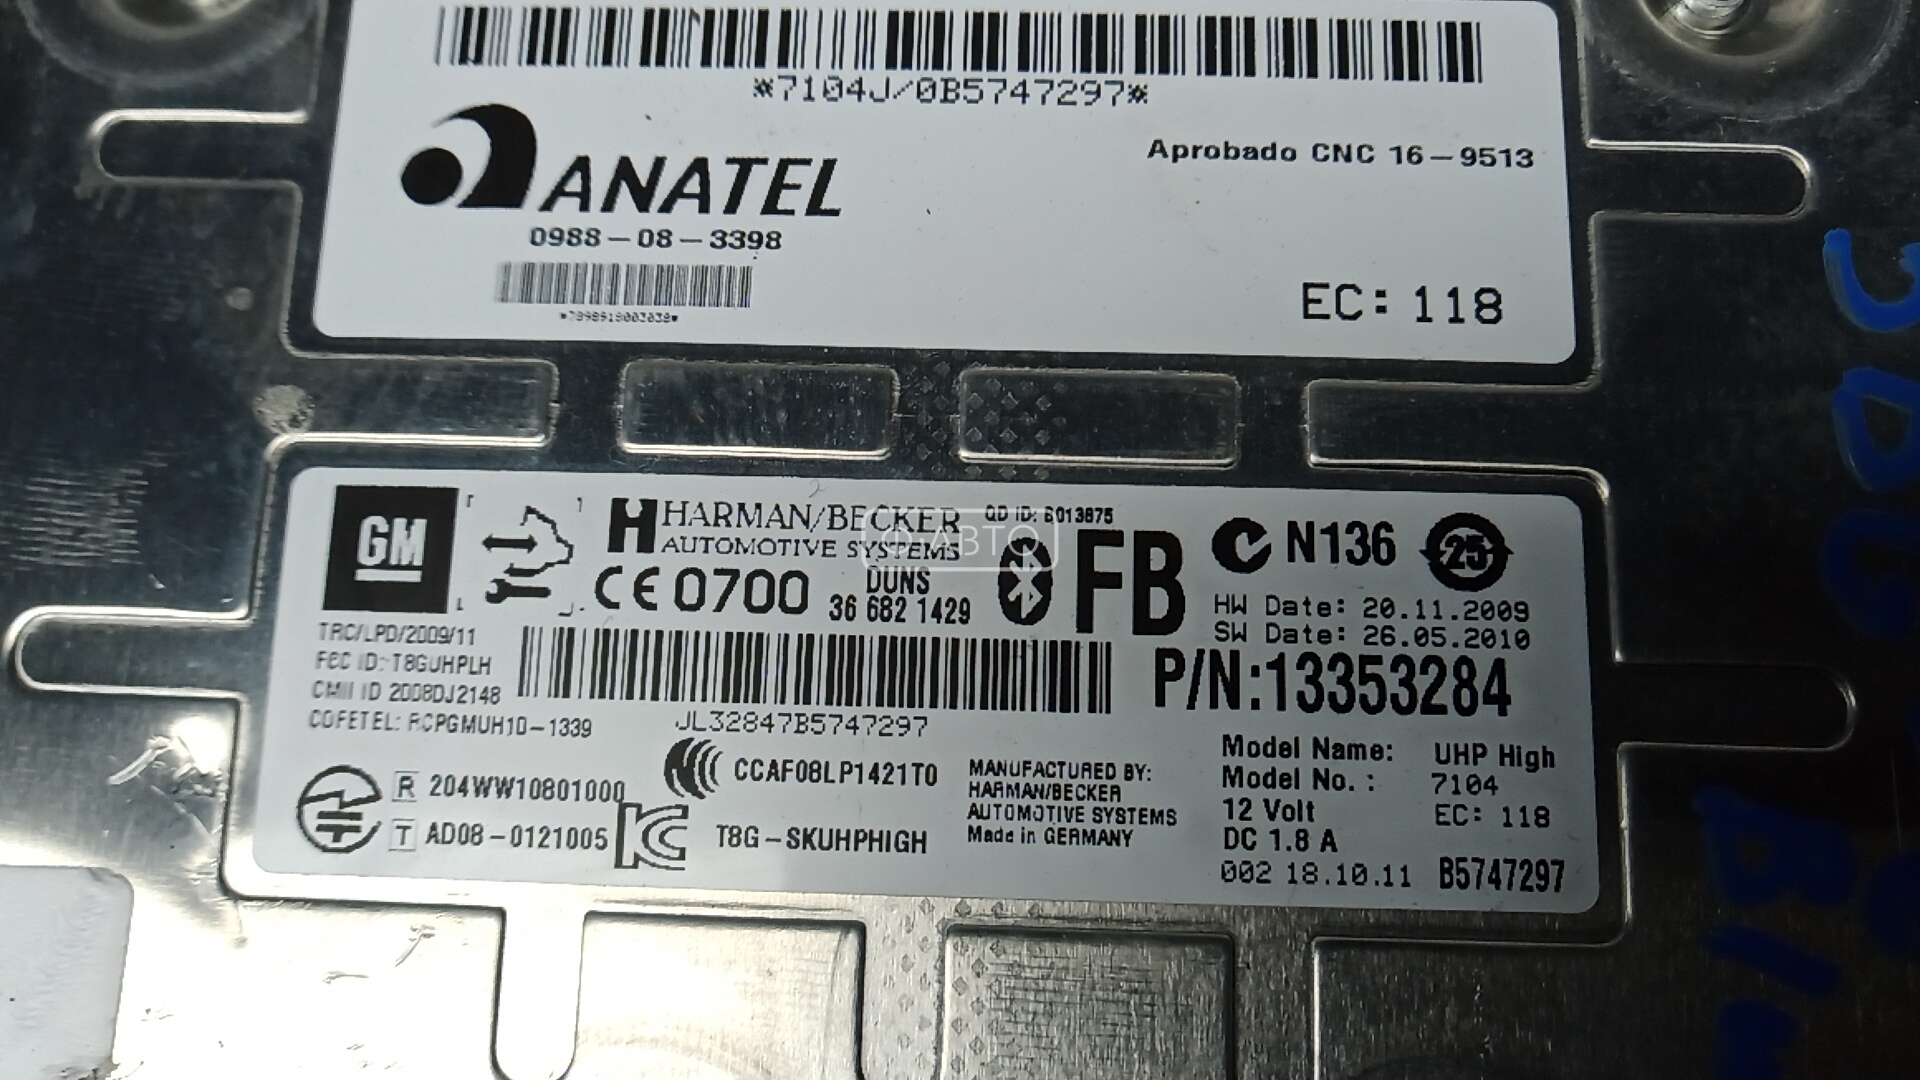 *7104J/0B5747297*
ANATEL
Aprobado CNC 16-9513
0988-08-3398
EC: 118
GM
HARMAN/BECKER
AUTOMOTIVE SYSTEMS
QD ID: B013875
CE 0700
DUNS
36 682 1429
FB
N136
25
HW Date: 20.11.2009
SW Date: 26.05.2010
P/N:13353284
TRC/LPD/2009/11
FCC ID: T8GUHPLH
CMII ID 2008DJ2148
COFETEL: RCPGMUH10-1339
JL32847B5747297
R 204WW10801000
T AD08-0121005
CCAF08LP1421T0
T8G-SKUHPHIGH
MANUFACTURED BY:
HARMAN/BECKER
AUTOMOTIVE SYSTEMS
Made in GERMANY
Model Name: UHP High
Model No. : 7104
12 Volt EC: 118
DC 1.8 A
002 18.10.11 B5747297
Ф-АВТО